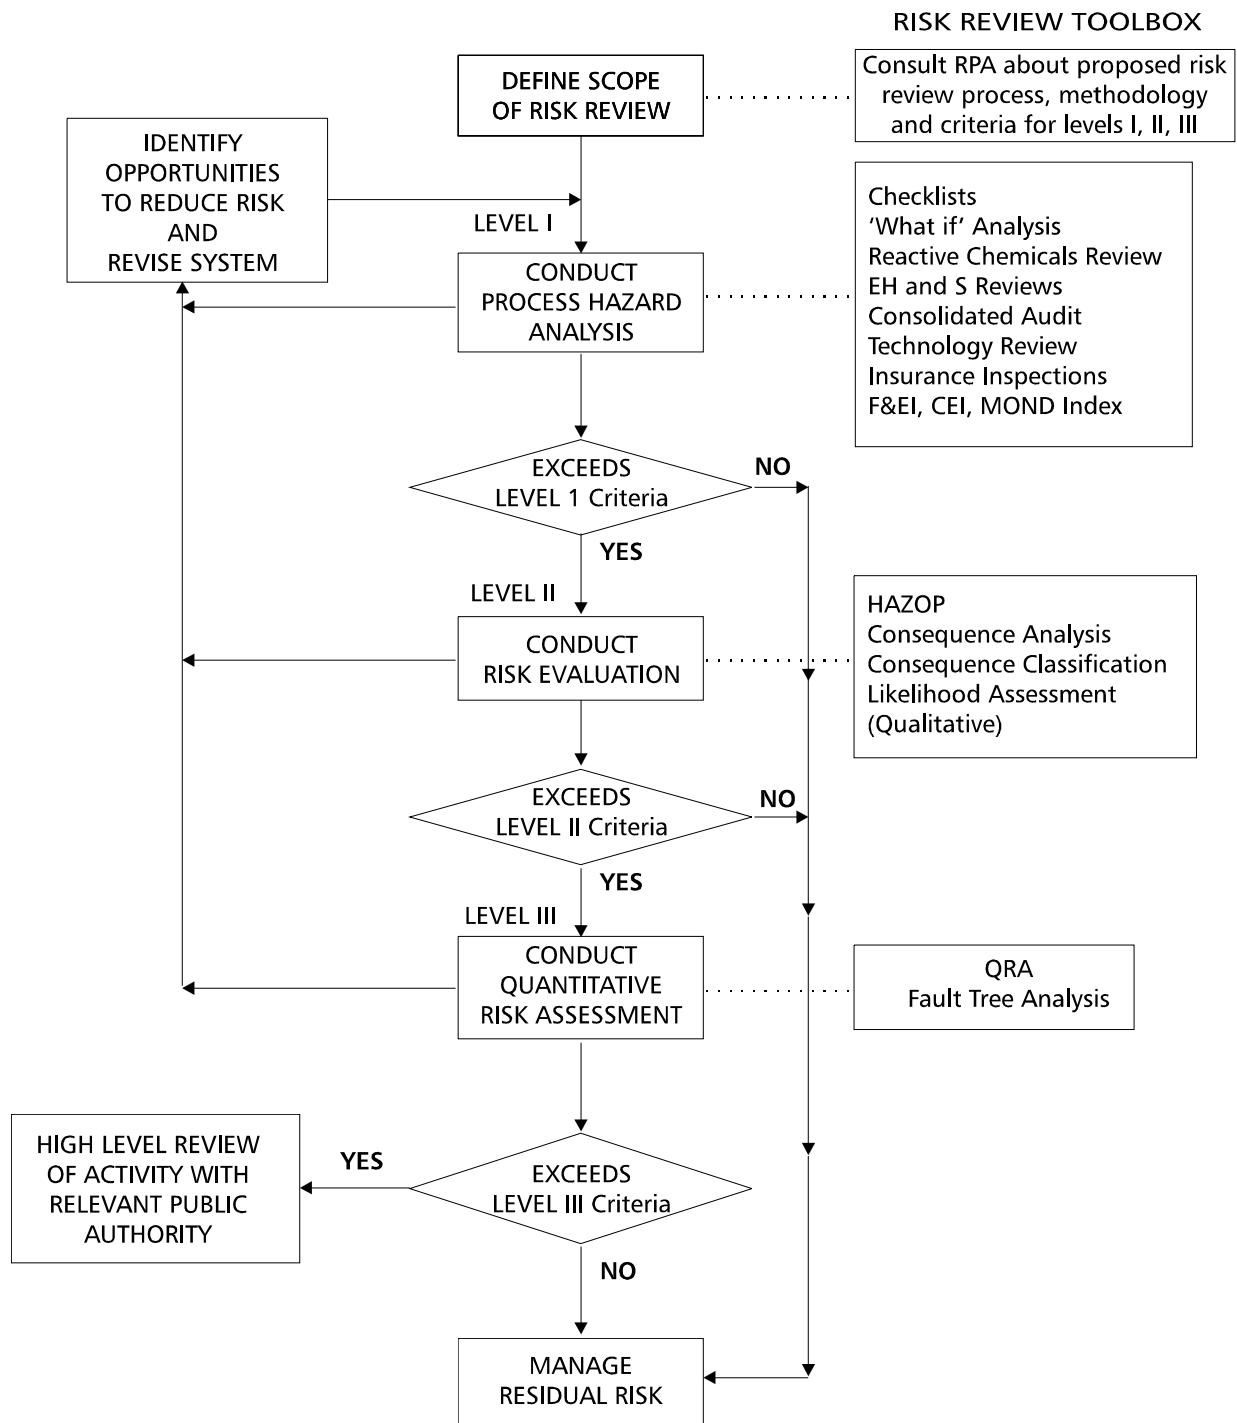 RISK REVIEW TOOLBOX
DEFINE SCOPE
OF RISK REVIEW
Consult RPA about proposed risk
review process, methodology
and criteria for levels I, II, III
IDENTIFY
OPPORTUNITIES
TO REDUCE RISK
AND
REVISE SYSTEM
LEVEL I
CONDUCT
PROCESS HAZARD
ANALYSIS
Checklists
‘What if’ Analysis
Reactive Chemicals Review
EH and S Reviews
Consolidated Audit
Technology Review
Insurance Inspections
F&EI, CEI, MOND Index
EXCEEDS
LEVEL 1 Criteria
NO
YES
LEVEL II
CONDUCT
RISK EVALUATION
HAZOP
Consequence Analysis
Consequence Classification
Likelihood Assessment
(Qualitative)
EXCEEDS
LEVEL II Criteria
NO
YES
LEVEL III
CONDUCT
QUANTITATIVE
RISK ASSESSMENT
QRA
Fault Tree Analysis
HIGH LEVEL REVIEW
OF ACTIVITY WITH
RELEVANT PUBLIC
AUTHORITY
YES
EXCEEDS
LEVEL III Criteria
NO
MANAGE
RESIDUAL RISK